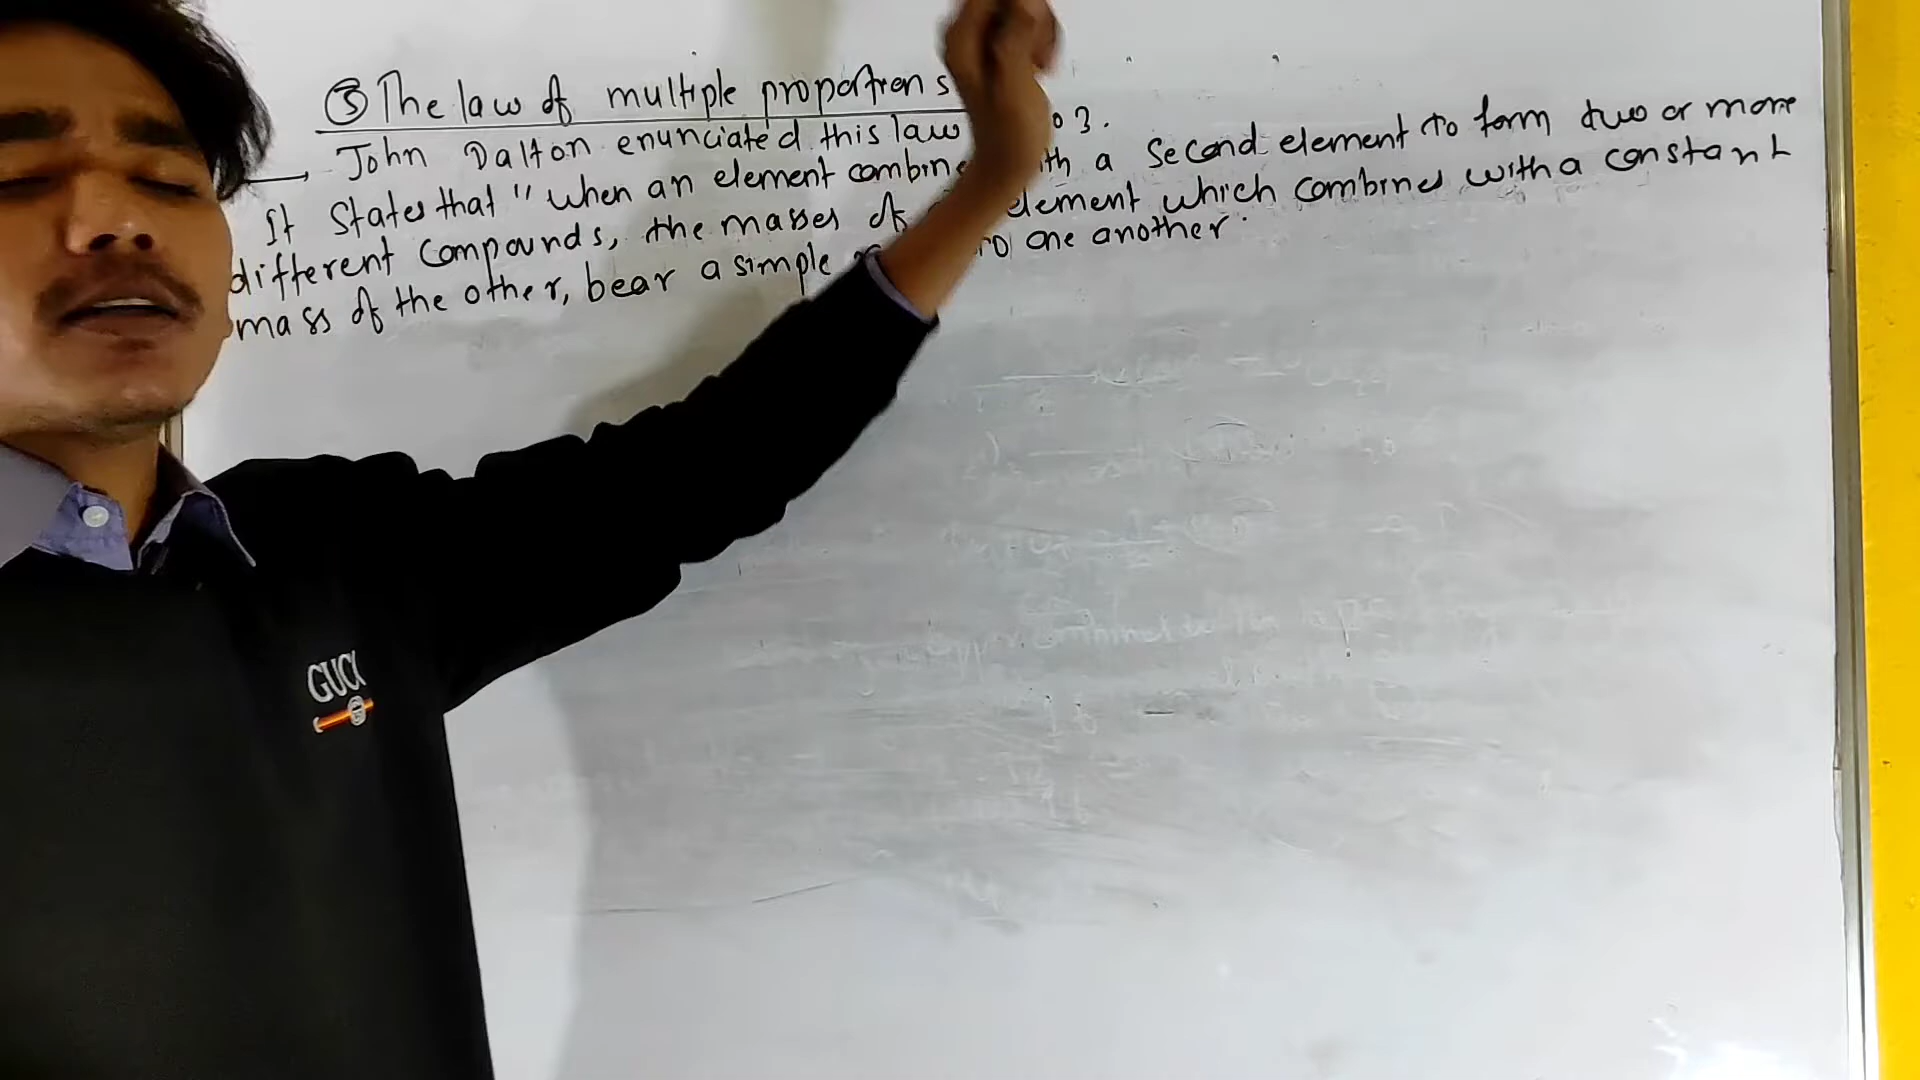 ③ The law of multiple proportions
John Dalton enunciated this law 03.
It States that "when an element combine th a second element to form two or more
different compounds, the masses of element which combined with a constant
mass of the other, bear a simple to one another.
GUCCI